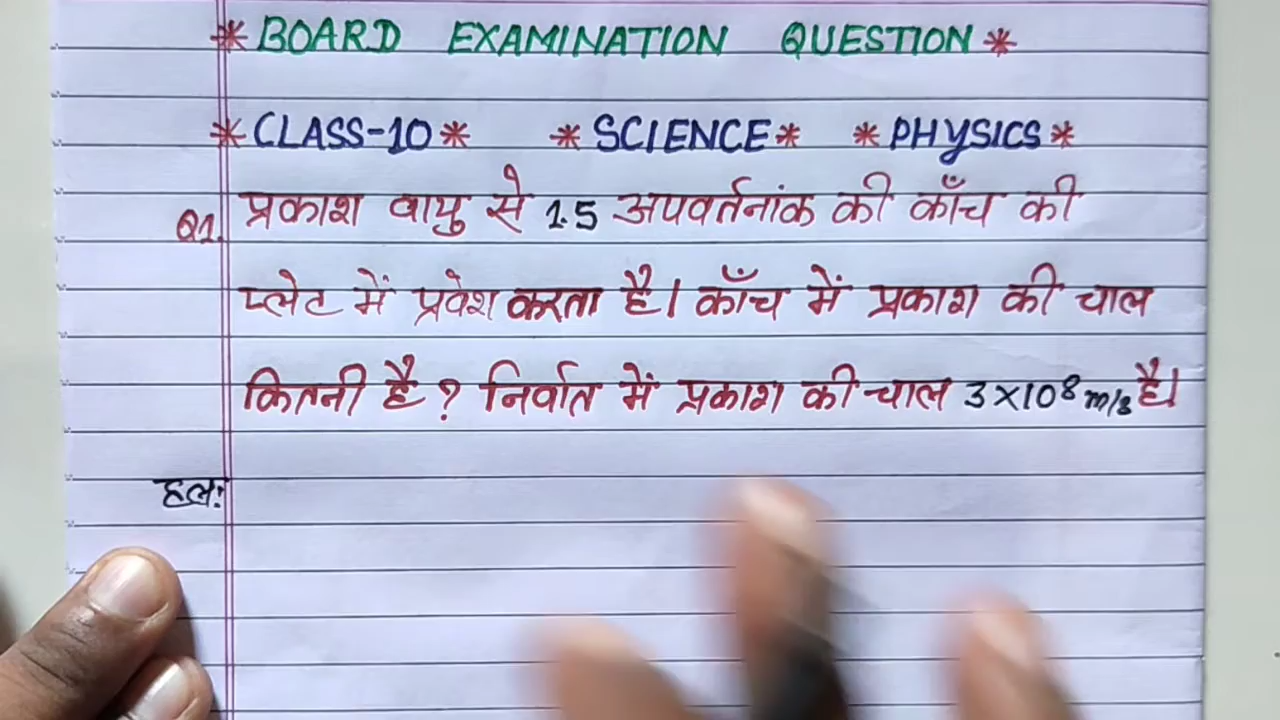 *BOARD EXAMINATION QUESTION*
*CLASS-10* *SCIENCE* *PHYSICS*
Q1. प्रकाश वायु से 1.5 अपवर्तनांक की काँच की
प्लेट में प्रवेश करता है। काँच में प्रकाश की चाल
कितनी है? निर्वात में प्रकाश की चाल 3×10⁸ m/s है।
हल: